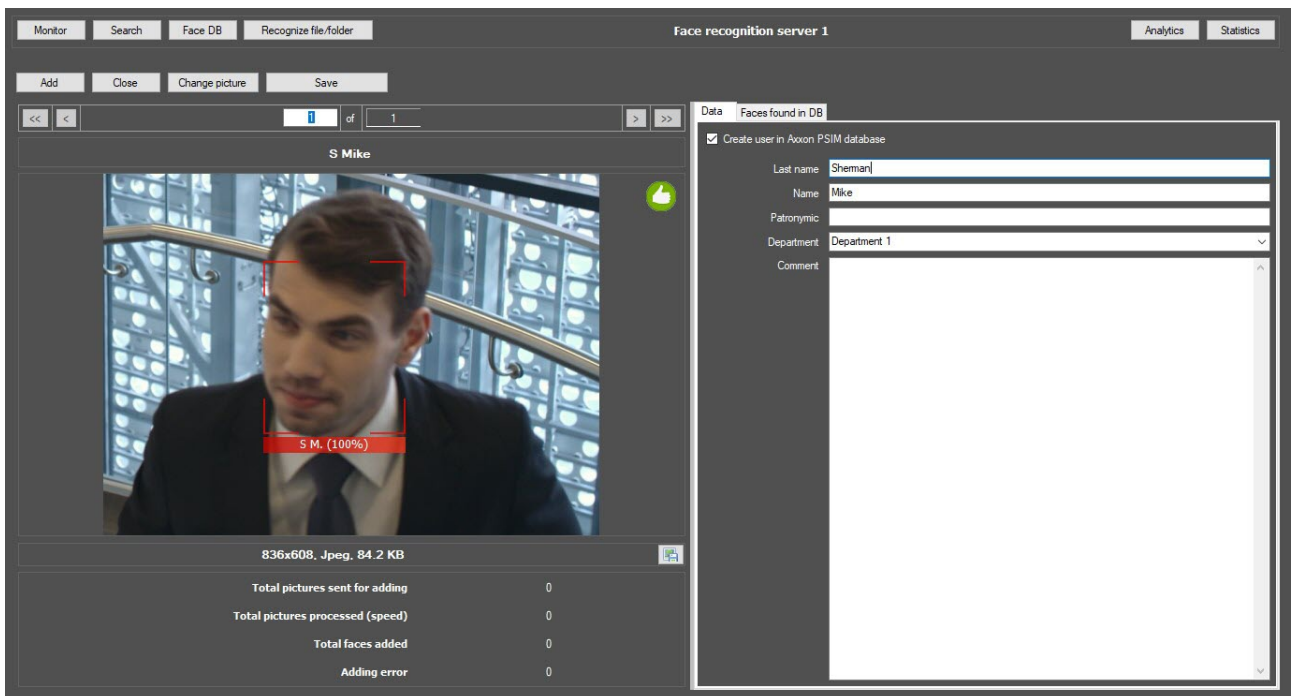 Monitor Search Face DB Recognize file/folder Face recognition server 1 Analytics Statistics
Add Close Change picture Save
<< < 1 of 1 > >>
S Mike
S M. (100%)
836x608, Jpeg, 84.2 KB
Total pictures sent for adding 0
Total pictures processed (speed) 0
Total faces added 0
Adding error 0
Data Faces found in DB
Create user in Axxon PSIM database
Last name Sherman
Name Mike
Patronymic
Department Department 1
Comment